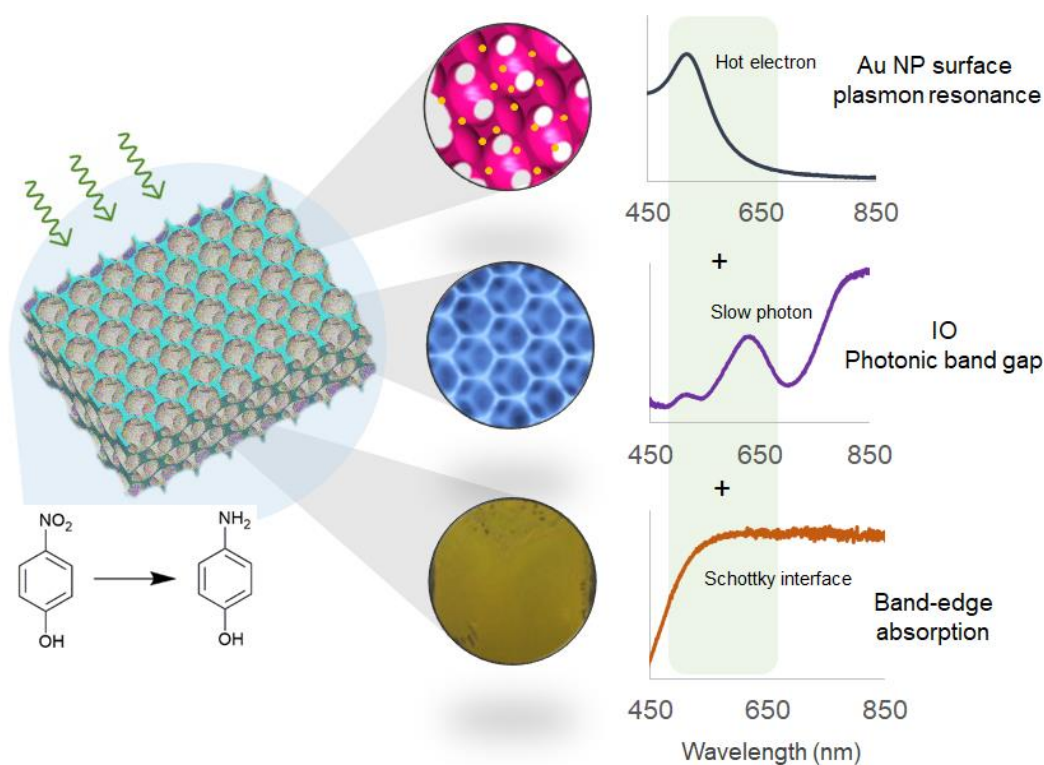 Hot electron
Au NP surface
plasmon resonance
450
650
850
+
Slow photon
IO
Photonic band gap
450
650
850
+
Schottky interface
Band-edge
absorption
450
650
850
Wavelength (nm)
NO₂
OH
NH₂
OH